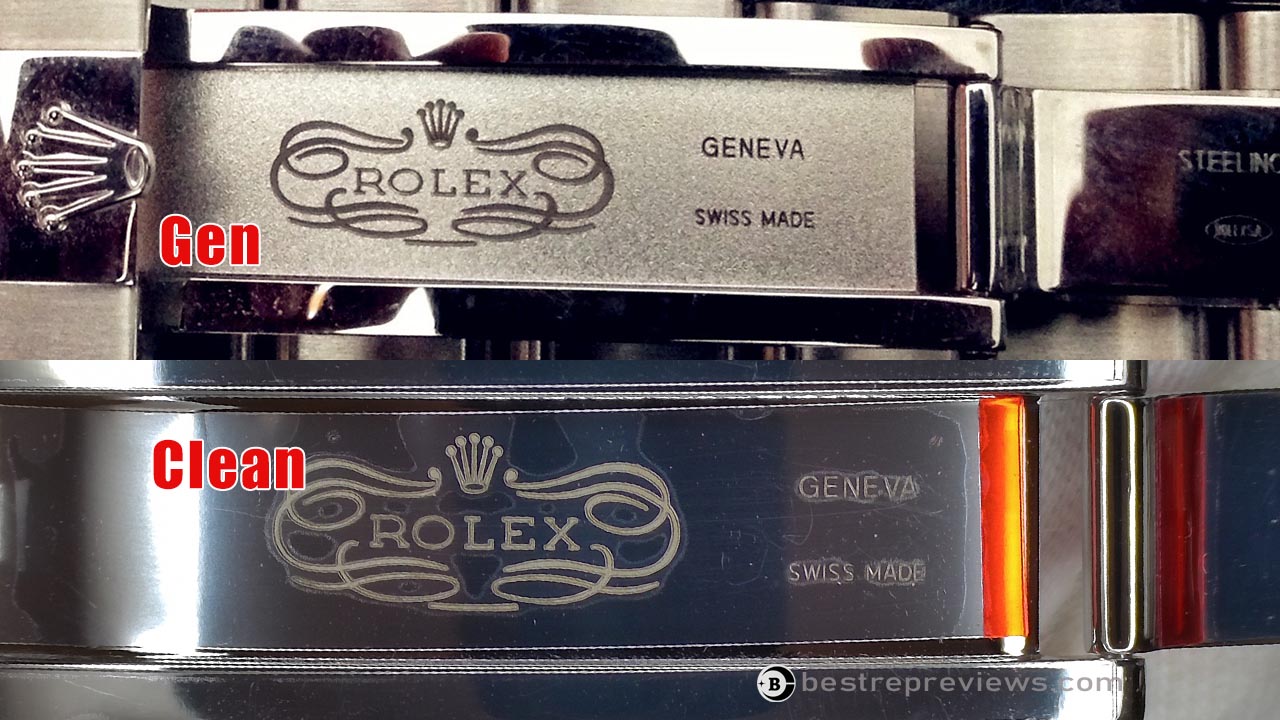 GENEVA
ROLEX
STEELINO
SWISS MADE
Gen
Clean
GENEVA
ROLEX
SWISS MADE
B bestrepreviews.com